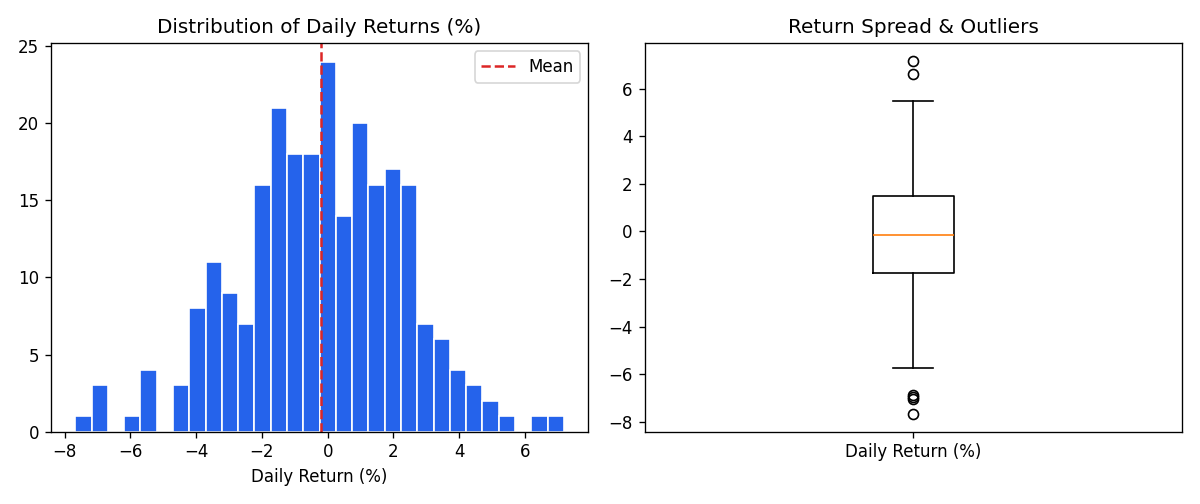 Distribution of Daily Returns (%)
25
20
15
10
5
0
Mean
−8 −6 −4 −2 0 2 4 6
Daily Return (%)
Return Spread & Outliers
6
4
2
0
−2
−4
−6
−8
Daily Return (%)